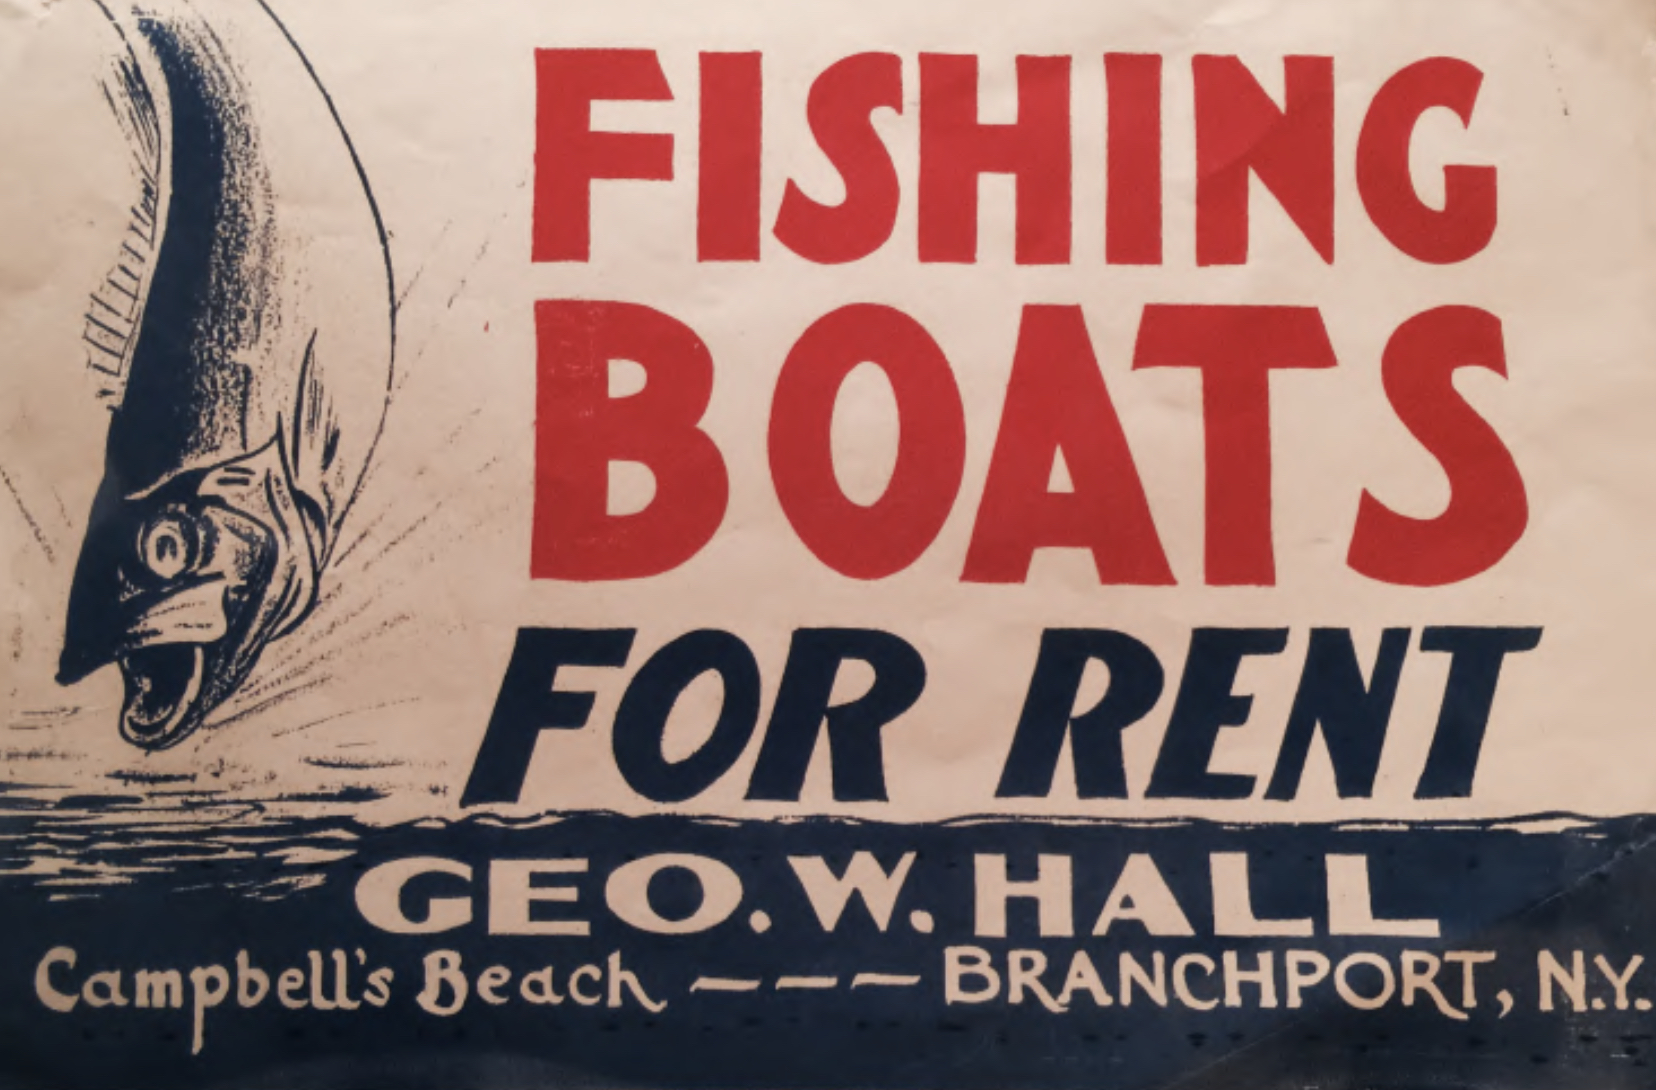 FISHING
BOATS
FOR RENT
GEO. W. HALL
Campbell's Beach --- BRANCHPORT, N.Y.